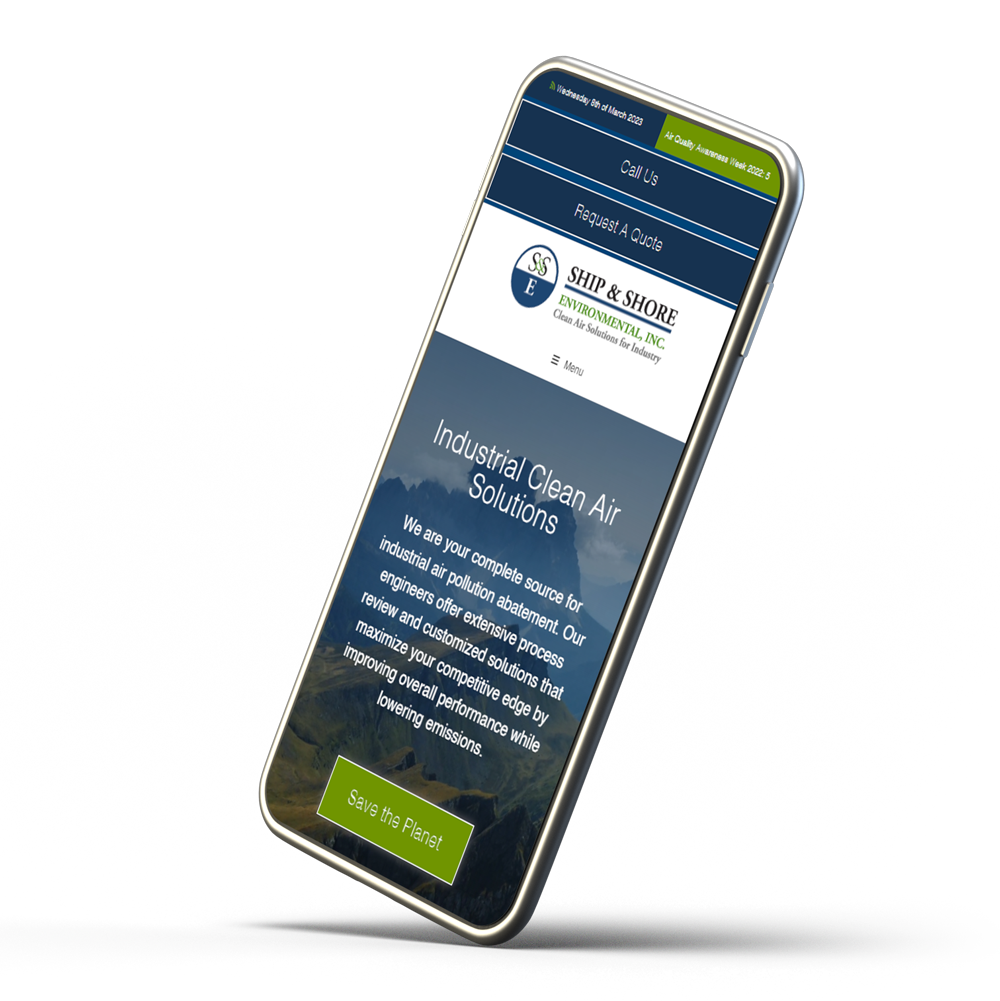 Wednesday 8th of March 2023
Air Quality Awareness Week 2022: 5
Call Us
Request A Quote
S&S
E
SHIP & SHORE
ENVIRONMENTAL, INC.
Clean Air Solutions for Industry
☰ Menu
Industrial Clean Air
Solutions
We are your complete source for
industrial air pollution abatement. Our
engineers offer extensive process
review and customized solutions that
maximize your competitive edge by
improving overall performance while
lowering emissions.
Save the Planet